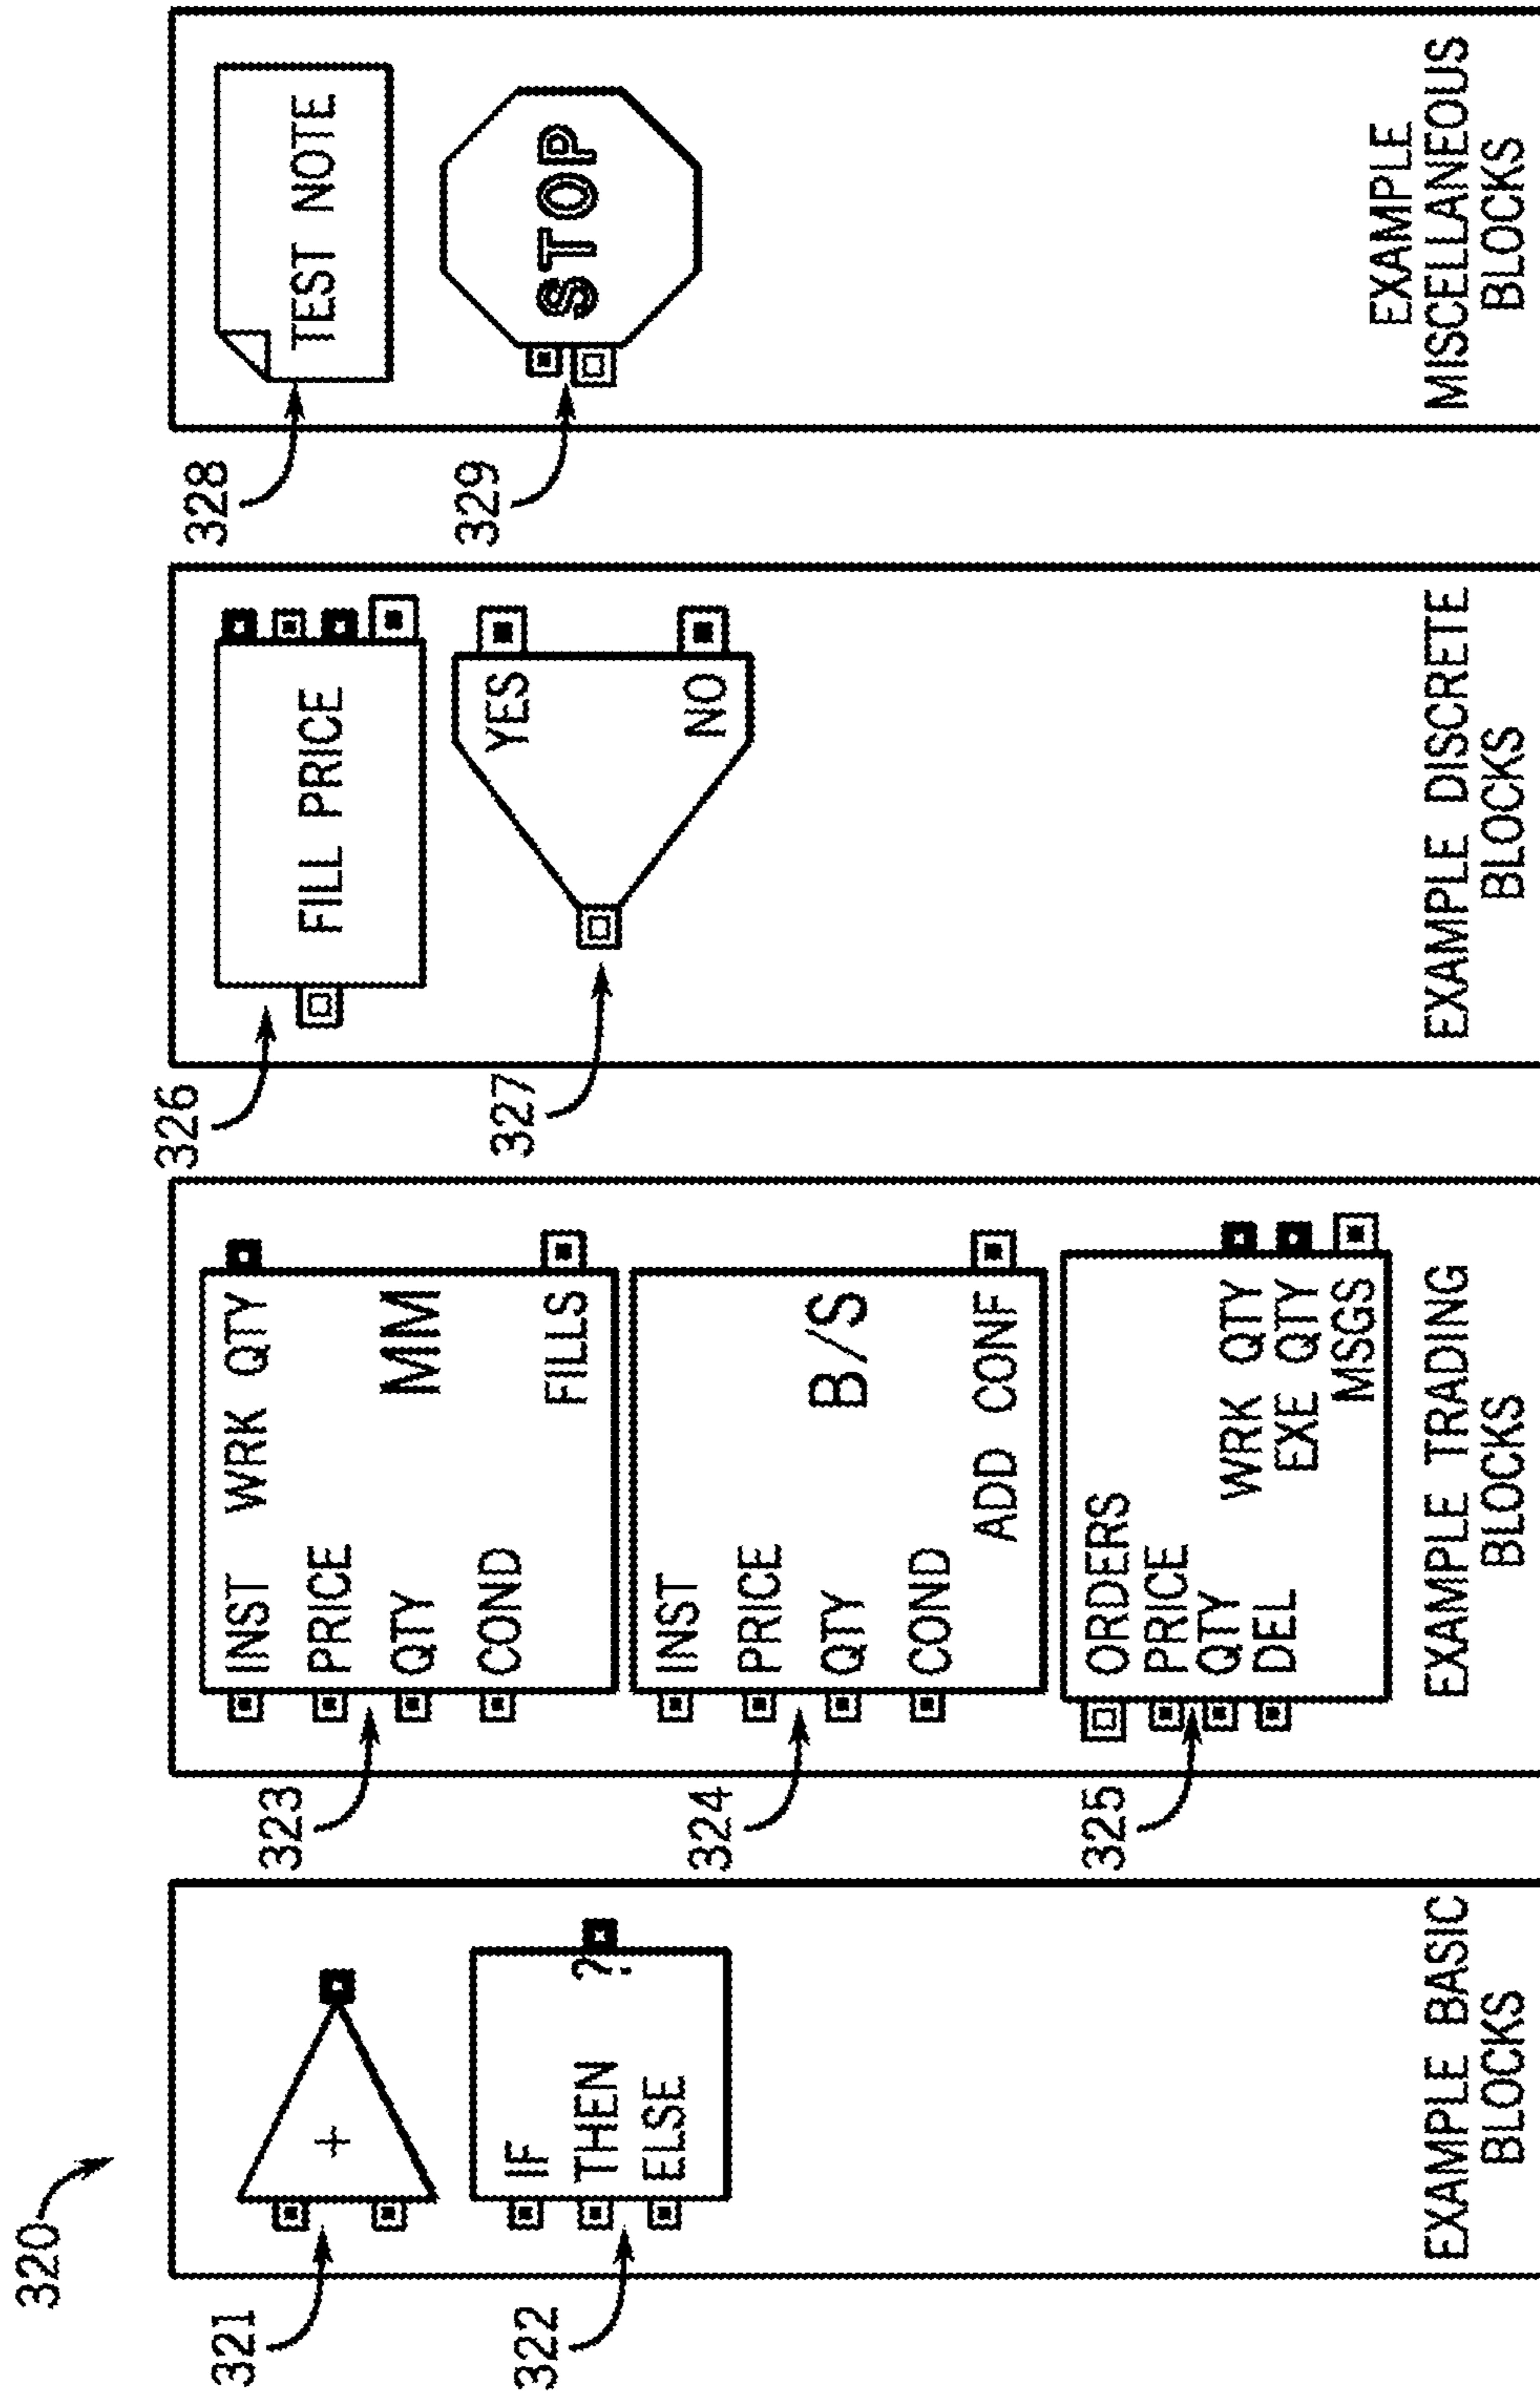 320
321
+
322
IF
THEN ?
ELSE
EXAMPLE BASIC
BLOCKS
323
INST WRK QTY
PRICE
MM
QTY
COND
FILLS
324
INST
PRICE
B/S
QTY
COND
ADD CONF
325
ORDERS
PRICE
QTY WRK QTY
DEL EXE QTY
MSGS
EXAMPLE TRADING
BLOCKS
326
FILL PRICE
327
YES
NO
EXAMPLE DISCRETE
BLOCKS
328
TEST NOTE
329
STOP
EXAMPLE
MISCELLANEOUS
BLOCKS